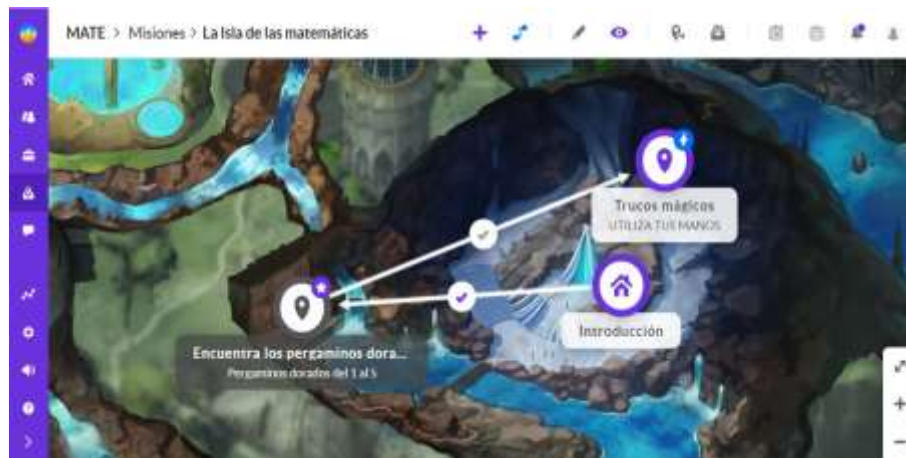 MATE > Misiones > La Isla de las matemáticas
Trucos mágicos
UTILIZA TUS MANOS
Introducción
Encuentra los pergaminos dora...
Pergaminos dorados del 1 al 5